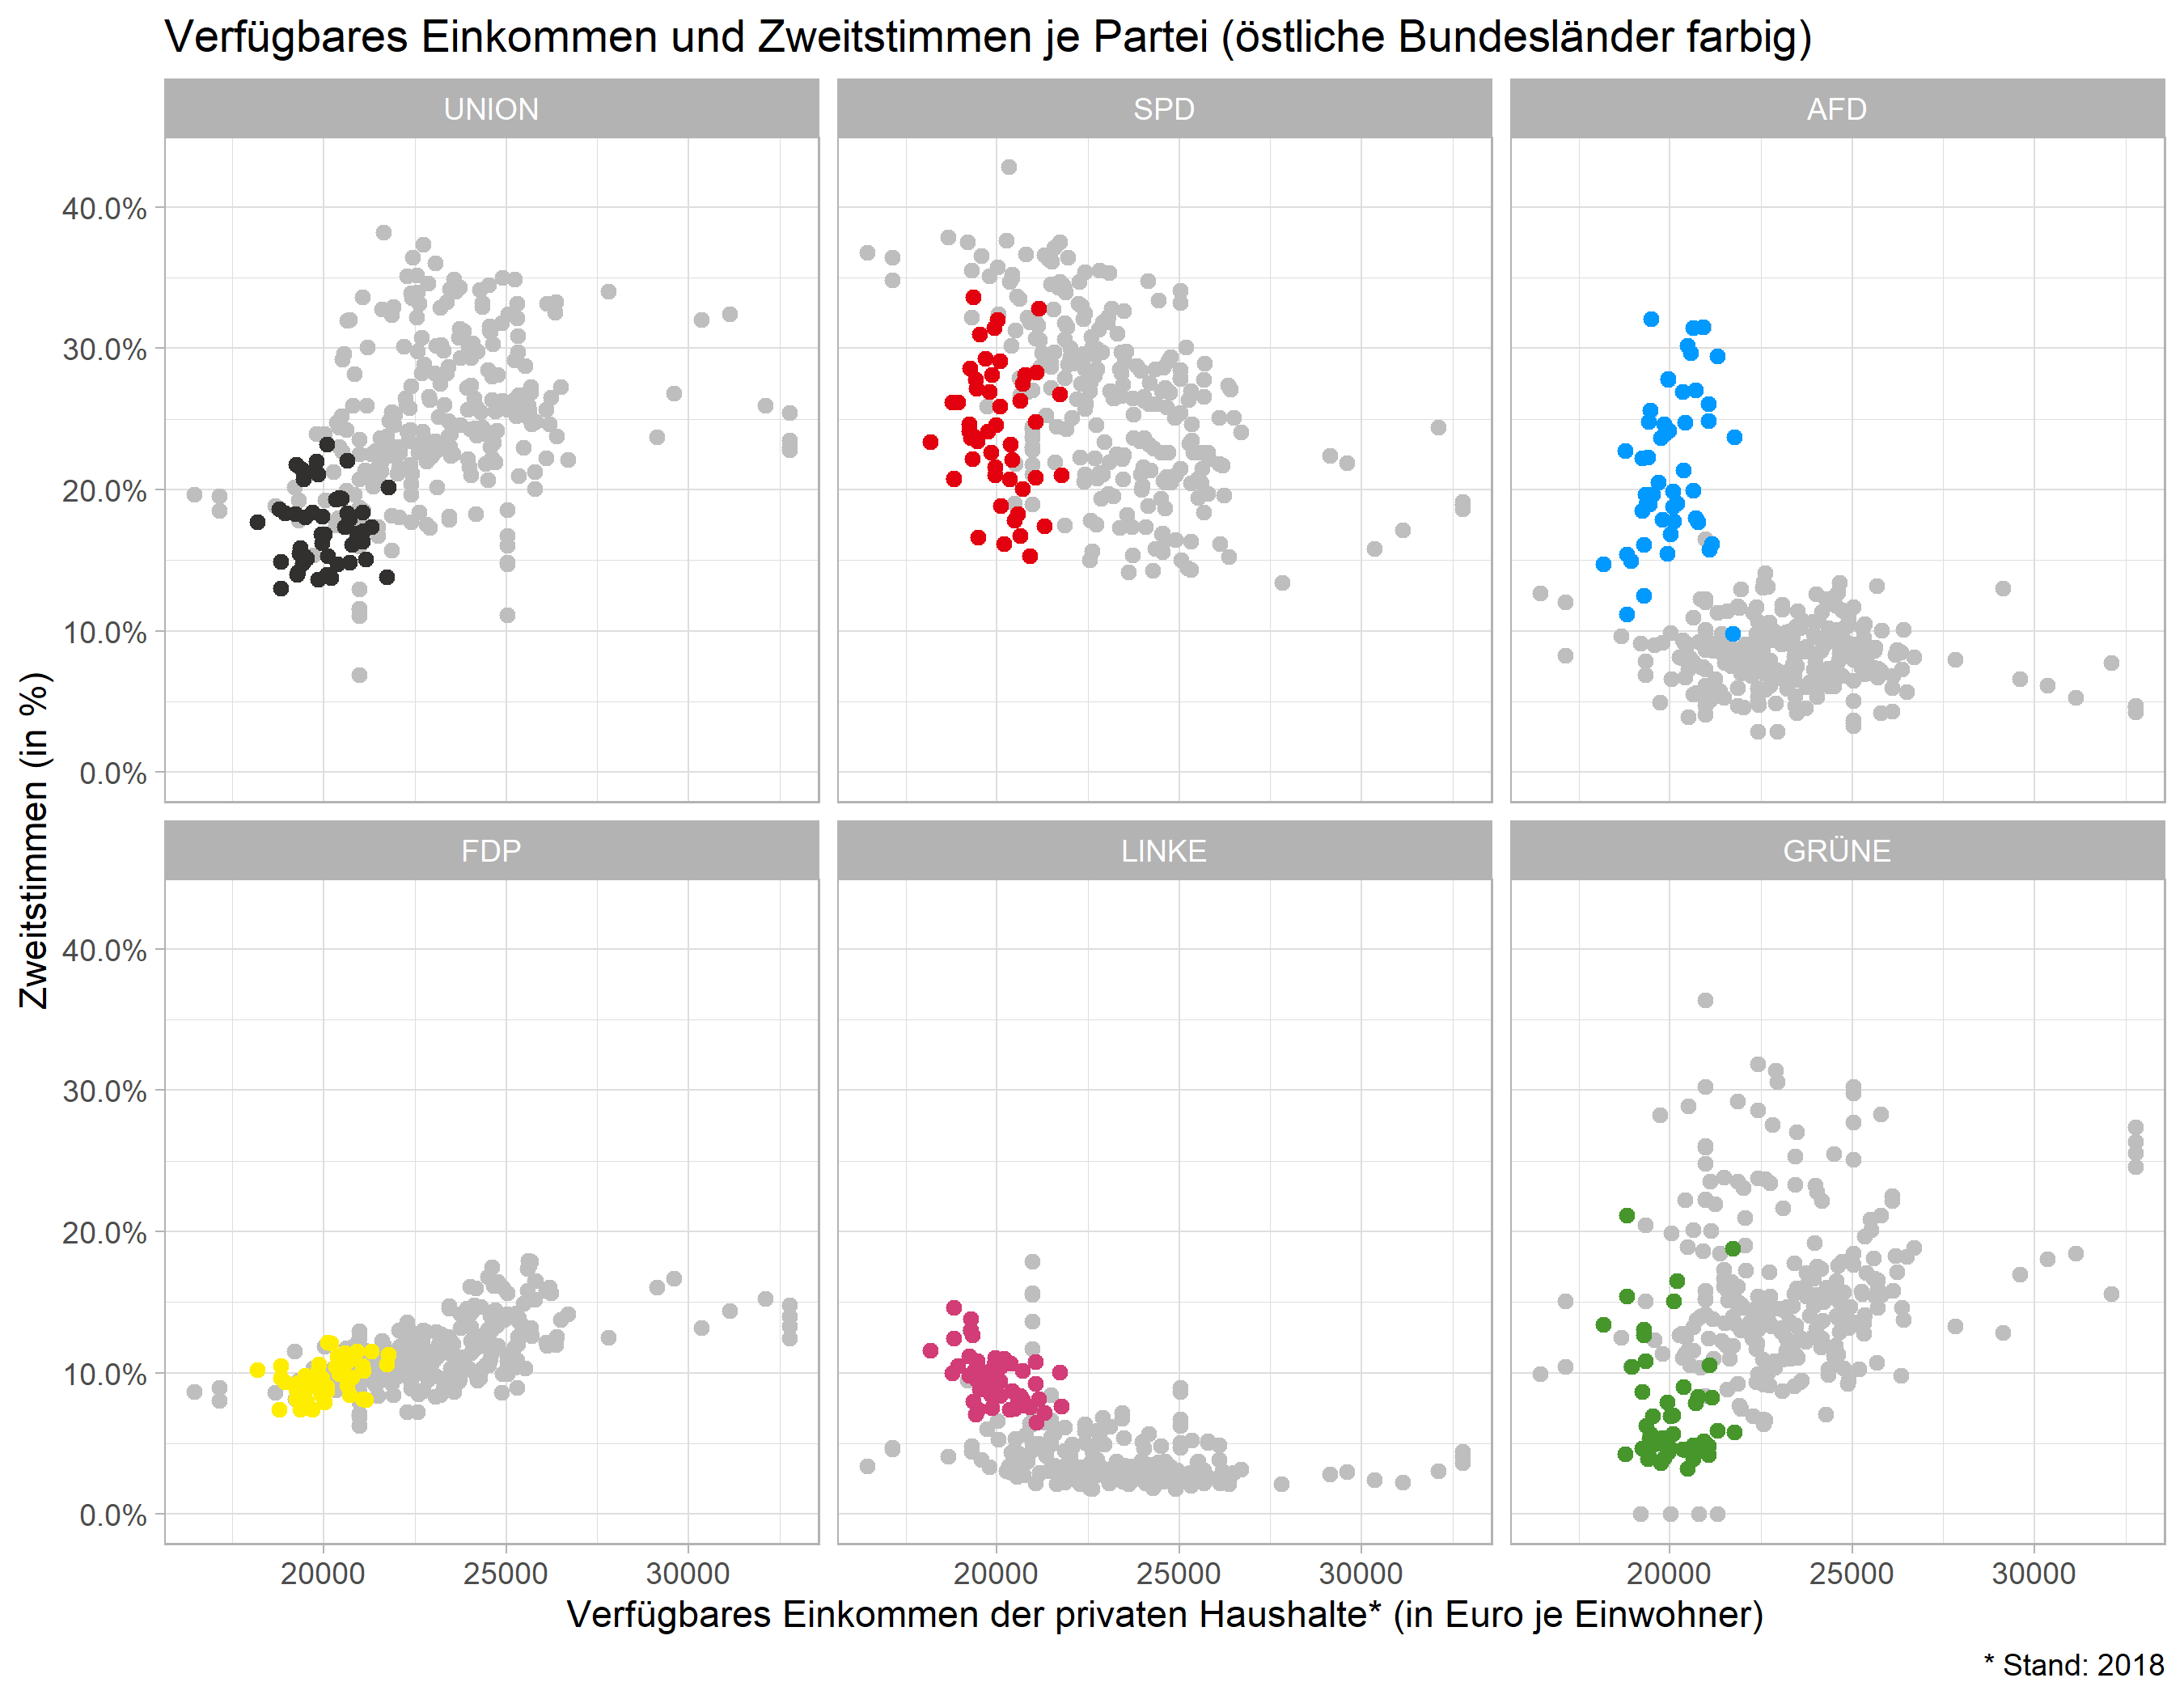 Verfügbares Einkommen und Zweitstimmen je Partei (östliche Bundesländer farbig)
UNION SPD AFD
40.0%
30.0%
20.0%
10.0%
0.0%
Zweitstimmen (in %)
FDP LINKE GRÜNE
40.0%
30.0%
20.0%
10.0%
0.0%
20000 25000 30000 20000 25000 30000 20000 25000 30000
Verfügbares Einkommen der privaten Haushalte* (in Euro je Einwohner)
* Stand: 2018